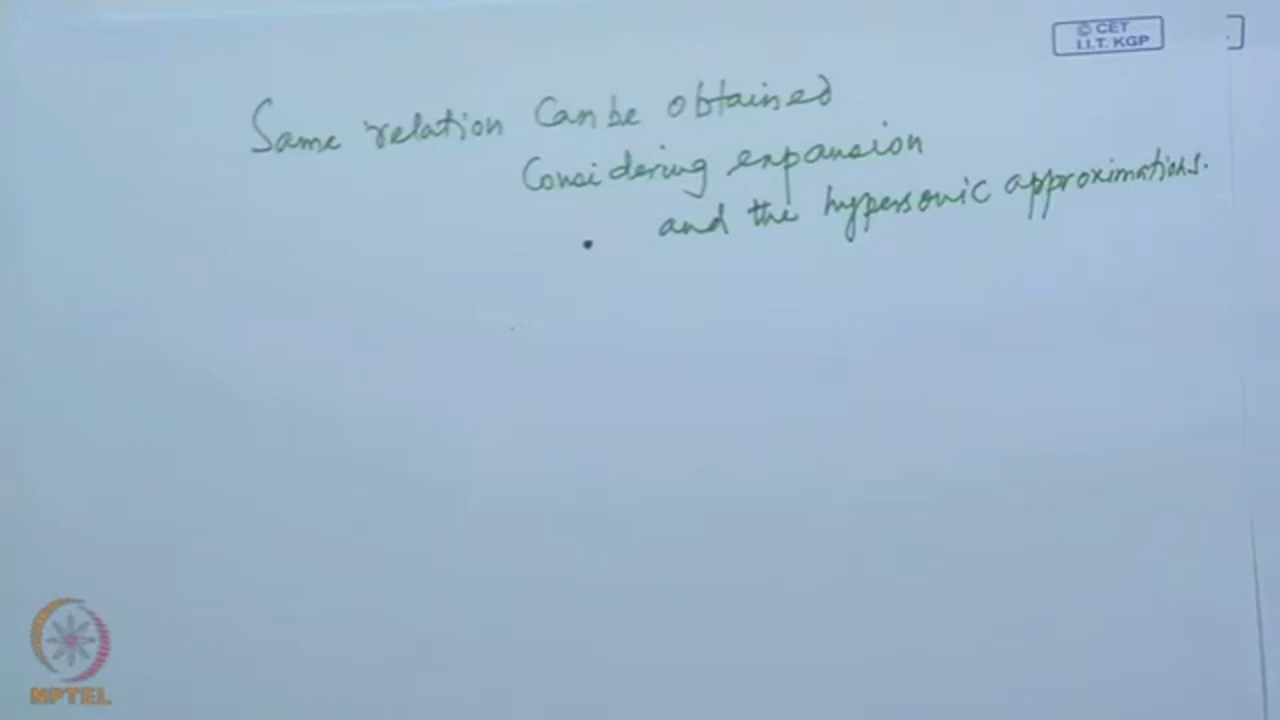 © CET
I.I.T. KGP
Same relation Can be obtained
Considering expansion
and the hypersonic approximations.
NPTEL